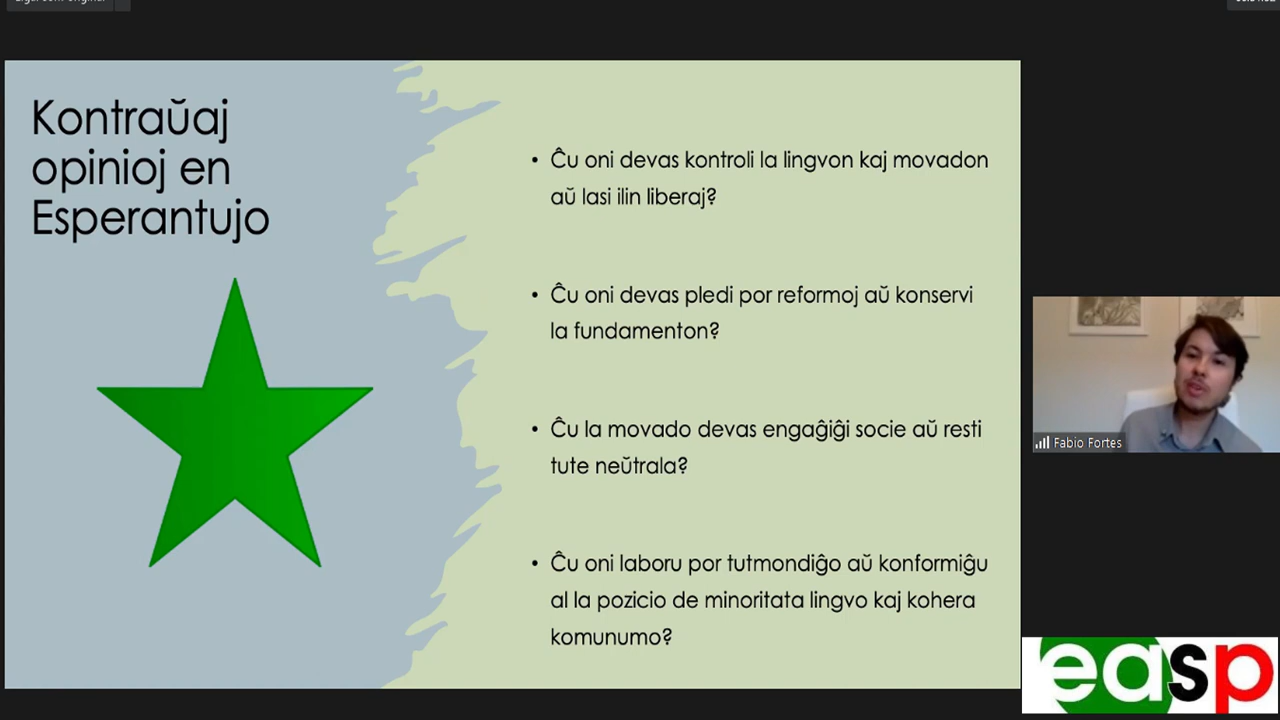 Kontraŭaj
opinioj en
Esperantujo
• Ĉu oni devas kontroli la lingvon kaj movadon
aŭ lasi ilin liberaj?
• Ĉu oni devas pledi por reformoj aŭ konservi
la fundamenton?
• Ĉu la movado devas engaĝiĝi socie aŭ resti
tute neŭtrala?
• Ĉu oni laboru por tutmondiĝo aŭ konformiĝu
al la pozicio de minoritata lingvo kaj kohera
komunumo?
Fabio Fortes
easp